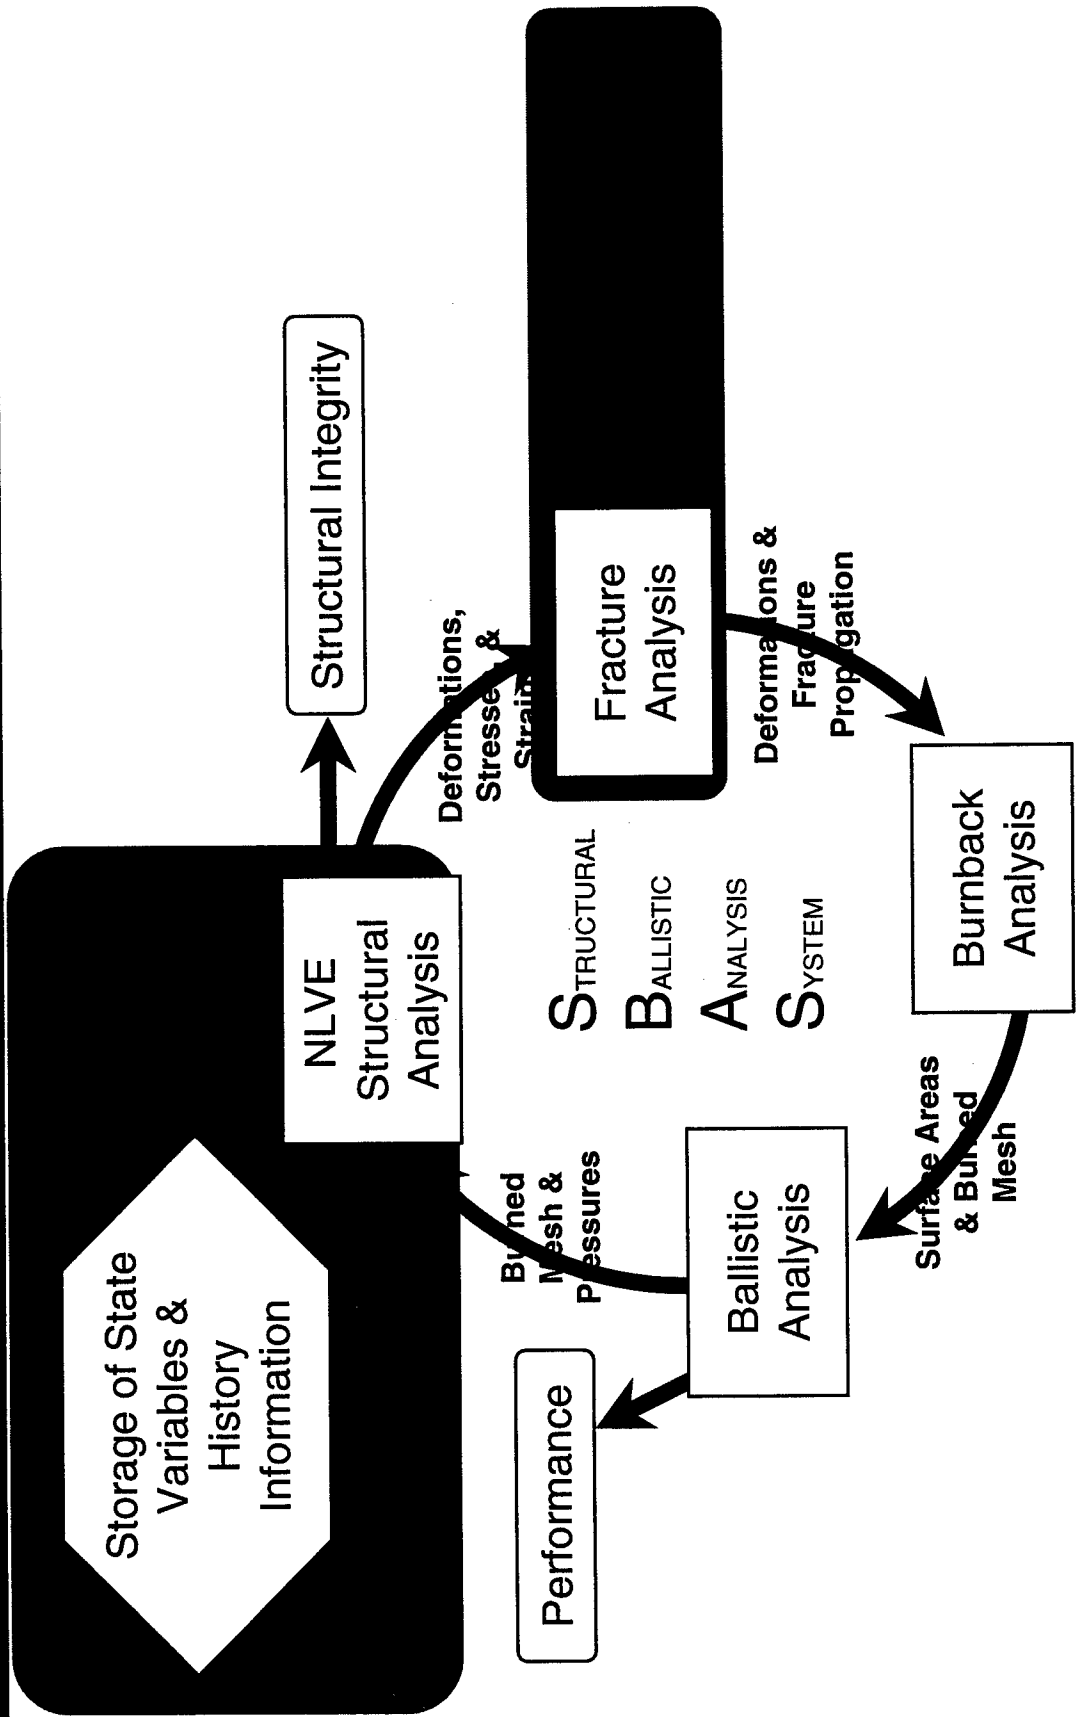 Storage of State
Variables &
History
Information
NLVE
Structural
Analysis
Structural Integrity
Deformations,
Stresses, &
Strain
Burned
Mesh &
Pressures
Performance
STRUCTURAL
BALLISTIC
ANALYSIS
SYSTEM
Fracture
Analysis
Ballistic
Analysis
Deformations &
Fracture
Propagation
Surface Areas
& Burned
Mesh
Burnback
Analysis